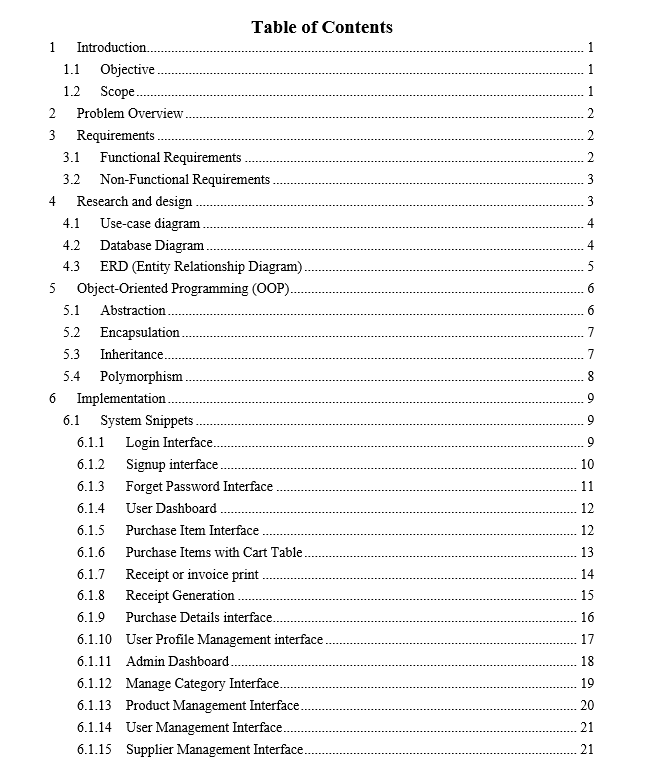 Table of Contents
1 Introduction........ 1
1.1 Objective........ 1
1.2 Scope........ 1
2 Problem Overview........ 2
3 Requirements........ 2
3.1 Functional Requirements........ 2
3.2 Non-Functional Requirements........ 3
4 Research and design........ 3
4.1 Use-case diagram........ 4
4.2 Database Diagram........ 4
4.3 ERD (Entity Relationship Diagram)........ 5
5 Object-Oriented Programming (OOP)........ 6
5.1 Abstraction........ 6
5.2 Encapsulation........ 7
5.3 Inheritance........ 7
5.4 Polymorphism........ 8
6 Implementation........ 9
6.1 System Snippets........ 9
6.1.1 Login Interface........ 9
6.1.2 Signup interface........ 10
6.1.3 Forget Password Interface........ 11
6.1.4 User Dashboard........ 12
6.1.5 Purchase Item Interface........ 12
6.1.6 Purchase Items with Cart Table........ 13
6.1.7 Receipt or invoice print........ 14
6.1.8 Receipt Generation........ 15
6.1.9 Purchase Details interface........ 16
6.1.10 User Profile Management interface........ 17
6.1.11 Admin Dashboard........ 18
6.1.12 Manage Category Interface........ 19
6.1.13 Product Management Interface........ 20
6.1.14 User Management Interface........ 21
6.1.15 Supplier Management Interface........ 21